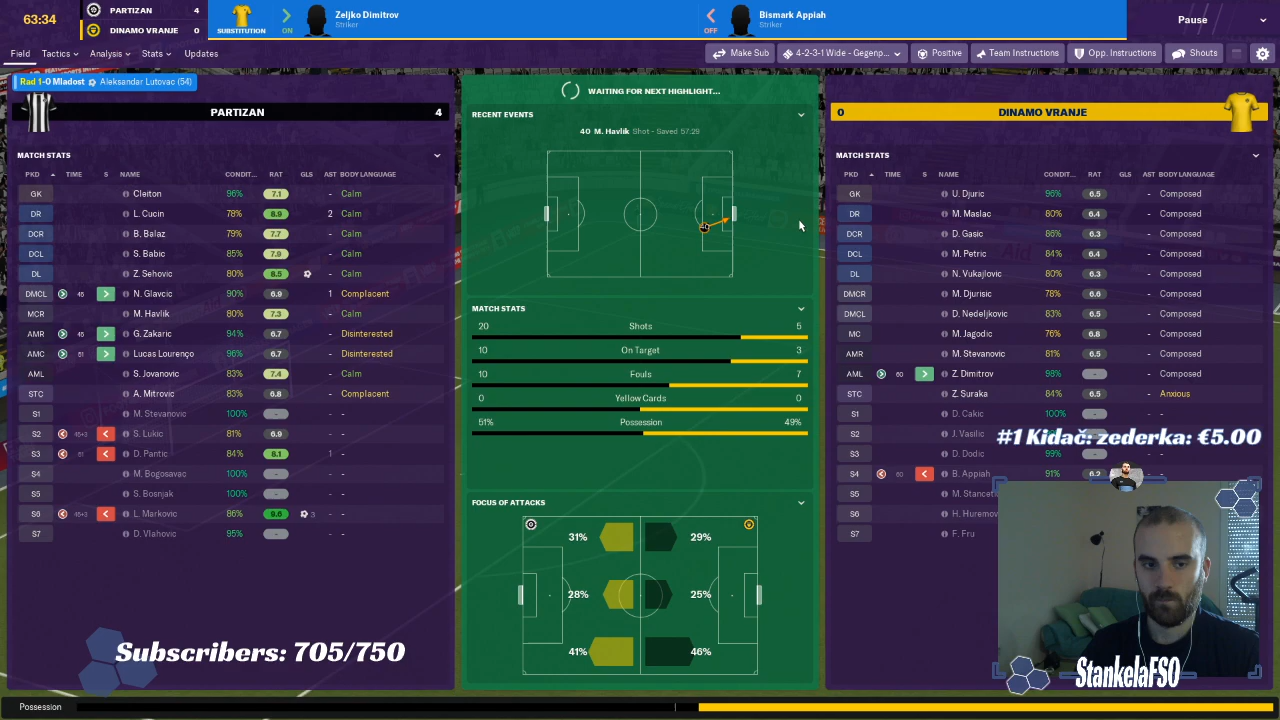 63:34
PARTIZAN 4
DINAMO VRANJE 0
SUBSTITUTION
ON
Zeljko Dimitrov
Striker
OFF
Bismark Appiah
Striker
Pause
Field
Tactics
Analysis
Stats
Updates
Make Sub
4-2-3-1 Wide - Gegenp...
Positive
Team Instructions
Opp. Instructions
Shouts
Rad 1-0 Mladost Aleksandar Lutovac (54)
PARTIZAN 4
MATCH STATS
PKD TIME S NAME CONDIT... RAT GLS AST BODY LANGUAGE
GK Cleiton 96% 7.1 - Calm
DR L. Cucin 78% 8.9 2 Calm
DCR B. Balaz 79% 7.7 - Calm
DCL S. Babic 85% 7.9 - Calm
DL Z. Sehovic 80% 8.5 - Calm
DMCL 45 N. Glavcic 90% 6.9 1 Complacent
MCR M. Havlik 80% 7.3 - Calm
AMR 45 G. Zakaric 94% 6.7 - Disinterested
AMC 51 Lucas Lourenço 96% 6.7 - Disinterested
AML S. Jovanovic 83% 7.4 - Calm
STC A. Mitrovic 83% 6.8 - Complacent
S1 M. Stevanovic 100% - - -
S2 45+3 S. Lukic 81% 6.9 - -
S3 51 D. Pantic 84% 8.1 1 -
S4 M. Bogosavac 100% - - -
S5 S. Bosnjak 100% - - -
S6 45+3 L. Markovic 86% 9.6 3 - -
S7 D. Vlahovic 95% - - -
WAITING FOR NEXT HIGHLIGHT...
RECENT EVENTS
40 M. Havlik Shot - Saved 57:29
MATCH STATS
20 Shots 5
10 On Target 3
10 Fouls 7
0 Yellow Cards 0
51% Possession 49%
FOCUS OF ATTACKS
31% 29%
28% 25%
41% 46%
0 DINAMO VRANJE
MATCH STATS
PKD TIME S NAME CONDIT... RAT GLS AST BODY LANGUAGE
GK U. Djuric 96% 6.5 - Composed
DR M. Maslac 80% 6.4 - Composed
DCR D. Gasic 86% 6.3 - Composed
DCL M. Petric 84% 6.4 - Composed
DL N. Vukajlovic 80% 6.3 - Composed
DMCR M. Djurisic 78% 6.6 - Composed
DMCL D. Nedeljkovic 83% 6.5 - Composed
MC M. Jagodic 76% 6.8 - Composed
AMR M. Stevanovic 81% 6.5 - Composed
AML 60 Z. Dimitrov 98% - - Composed
STC Z. Suraka 84% 6.5 - Anxious
S1 D. Cakic 100% - - -
S2 J. Vasilic
#1 Kidač: zederka: €5.00
S3 D. Dodic 99% - - -
S4 60 B. Appiah 91% 6.2 - -
S5 M. Stancet
S6 H. Huremo
S7 F. Fru
Subscribers: 705/750
StankelaFSO
Possession